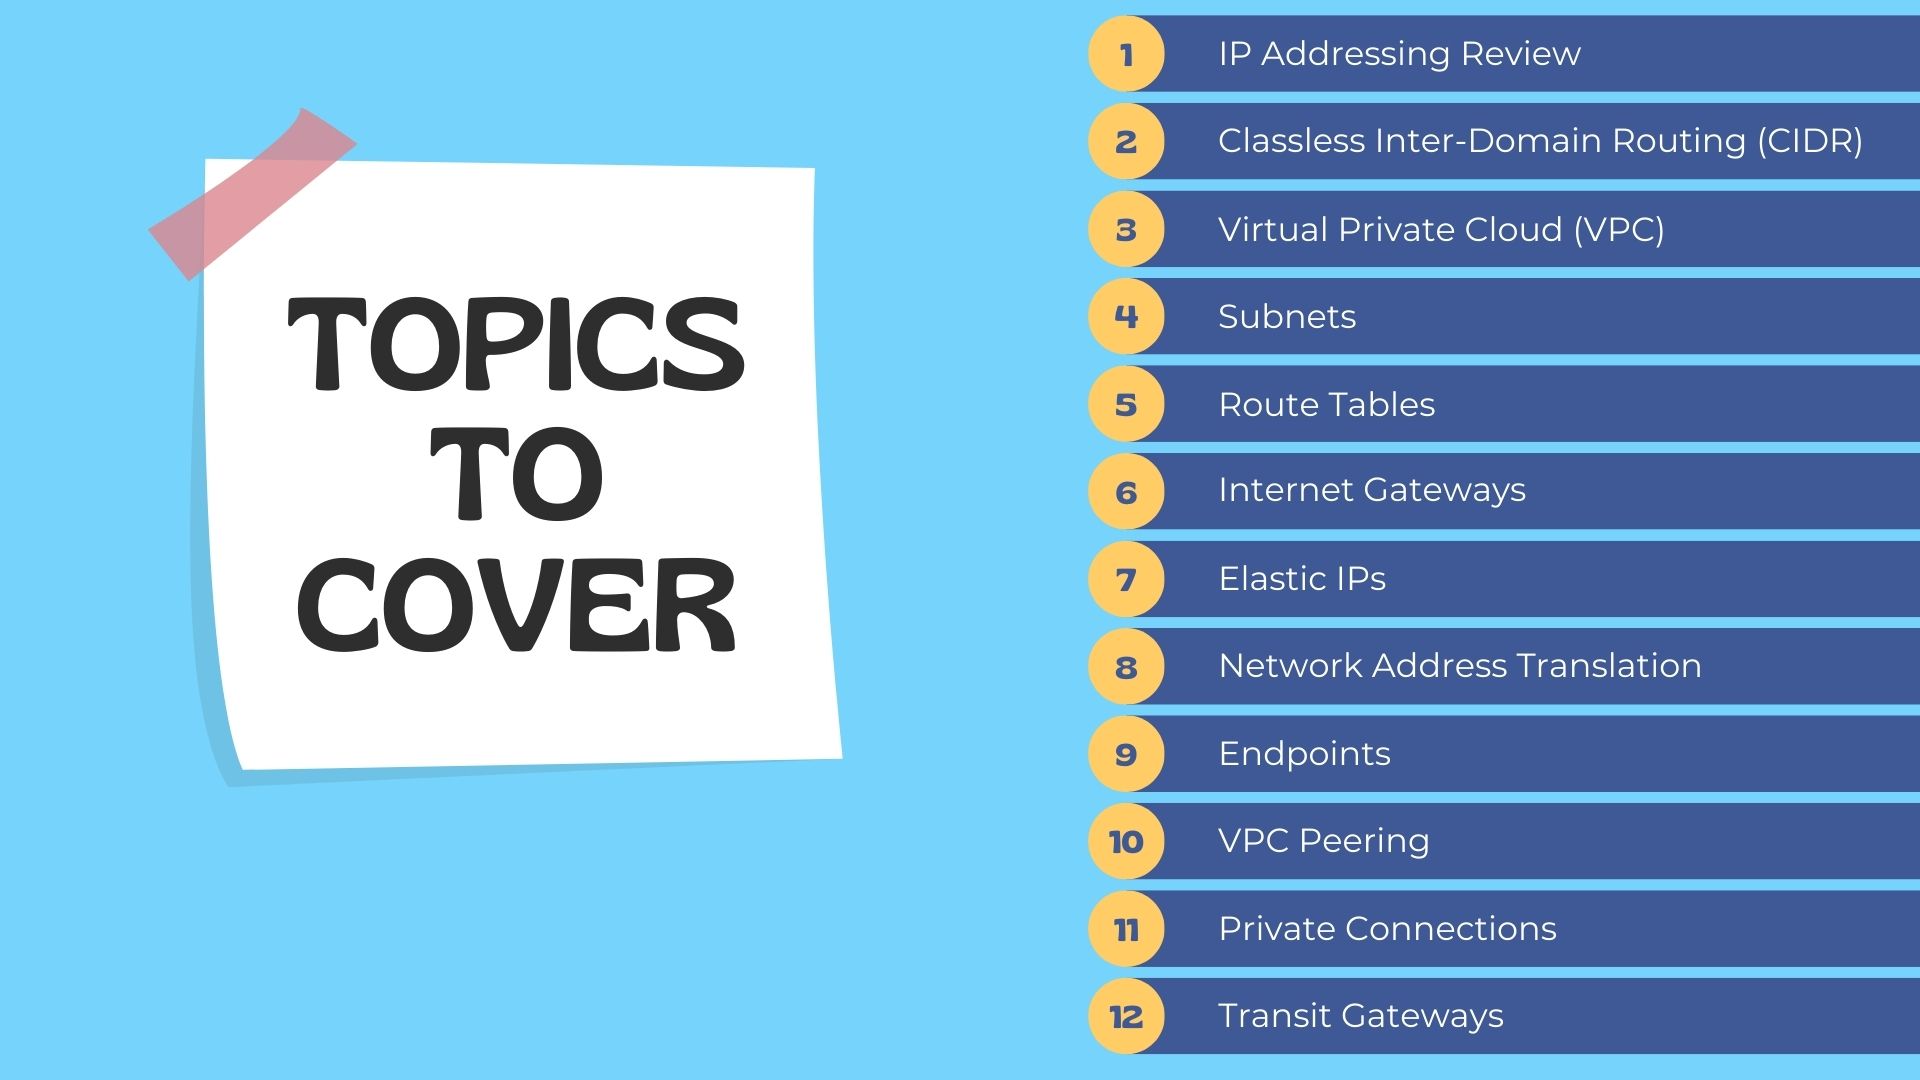 TOPICS
TO
COVER
1 IP Addressing Review
2 Classless Inter-Domain Routing (CIDR)
3 Virtual Private Cloud (VPC)
4 Subnets
5 Route Tables
6 Internet Gateways
7 Elastic IPs
8 Network Address Translation
9 Endpoints
10 VPC Peering
11 Private Connections
12 Transit Gateways